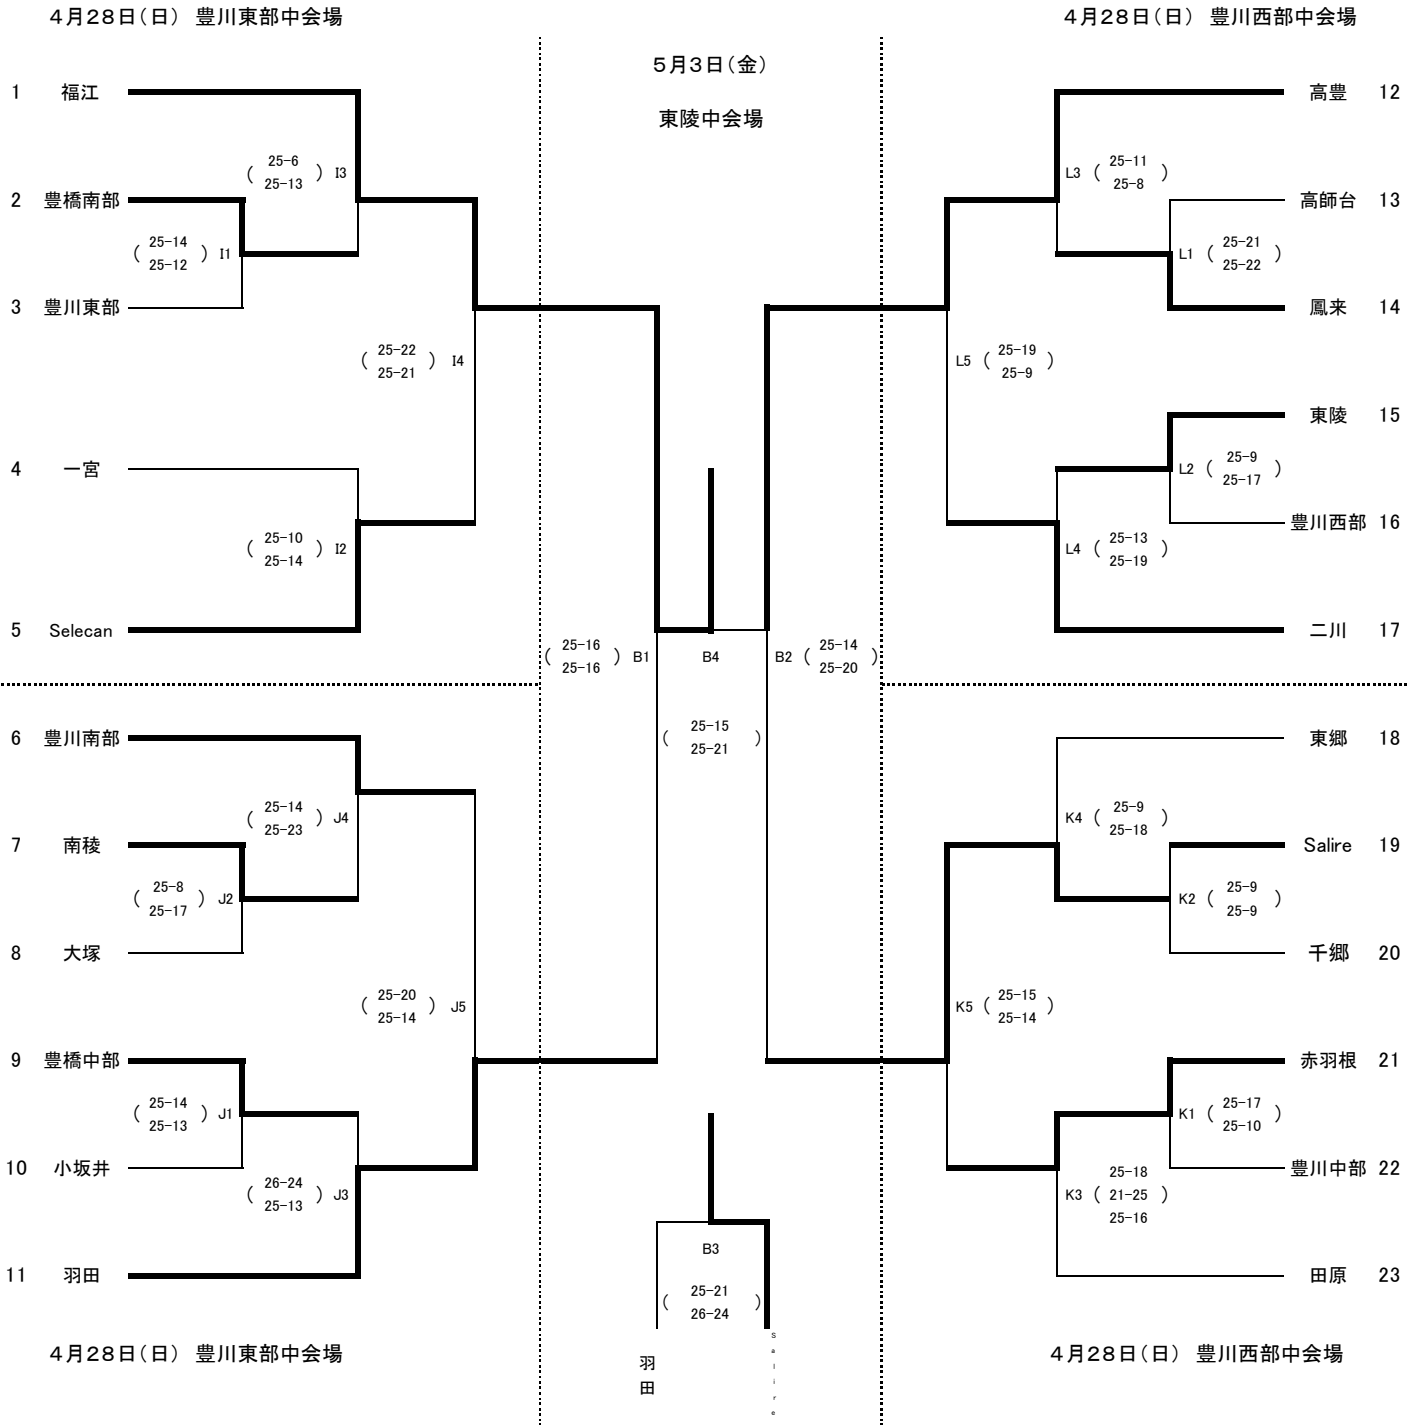 4月28日(日) 豊川東部中会場
4月28日(日) 豊川西部中会場
5月3日(金)
東陵中会場
1 福江
2 豊橋南部
3 豊川東部
4 一宮
5 Selecan
6 豊川南部
7 南稜
8 大塚
9 豊橋中部
10 小坂井
11 羽田
( 25-6
25-13 ) I3
( 25-14
25-12 ) I1
( 25-22
25-21 ) I4
( 25-10
25-14 ) I2
( 25-14
25-23 ) J4
( 25-8
25-17 ) J2
( 25-20
25-14 ) J5
( 25-14
25-13 ) J1
( 26-24
25-13 ) J3
( 25-16
25-16 ) B1
B4
( 25-15
25-21 )
B2 ( 25-14
25-20 )
B3
( 25-21
26-24 )
羽田
Salire
高豊 12
高師台 13
鳳来 14
東陵 15
豊川西部 16
二川 17
東郷 18
Salire 19
千郷 20
赤羽根 21
豊川中部 22
田原 23
L3 ( 25-11
25-8 )
L1 ( 25-21
25-22 )
L5 ( 25-19
25-9 )
L2 ( 25-9
25-17 )
L4 ( 25-13
25-19 )
K4 ( 25-9
25-18 )
K2 ( 25-9
25-9 )
K5 ( 25-15
25-14 )
K1 ( 25-17
25-10 )
K3 ( 25-18
21-25
25-16 )
4月28日(日) 豊川東部中会場
4月28日(日) 豊川西部中会場